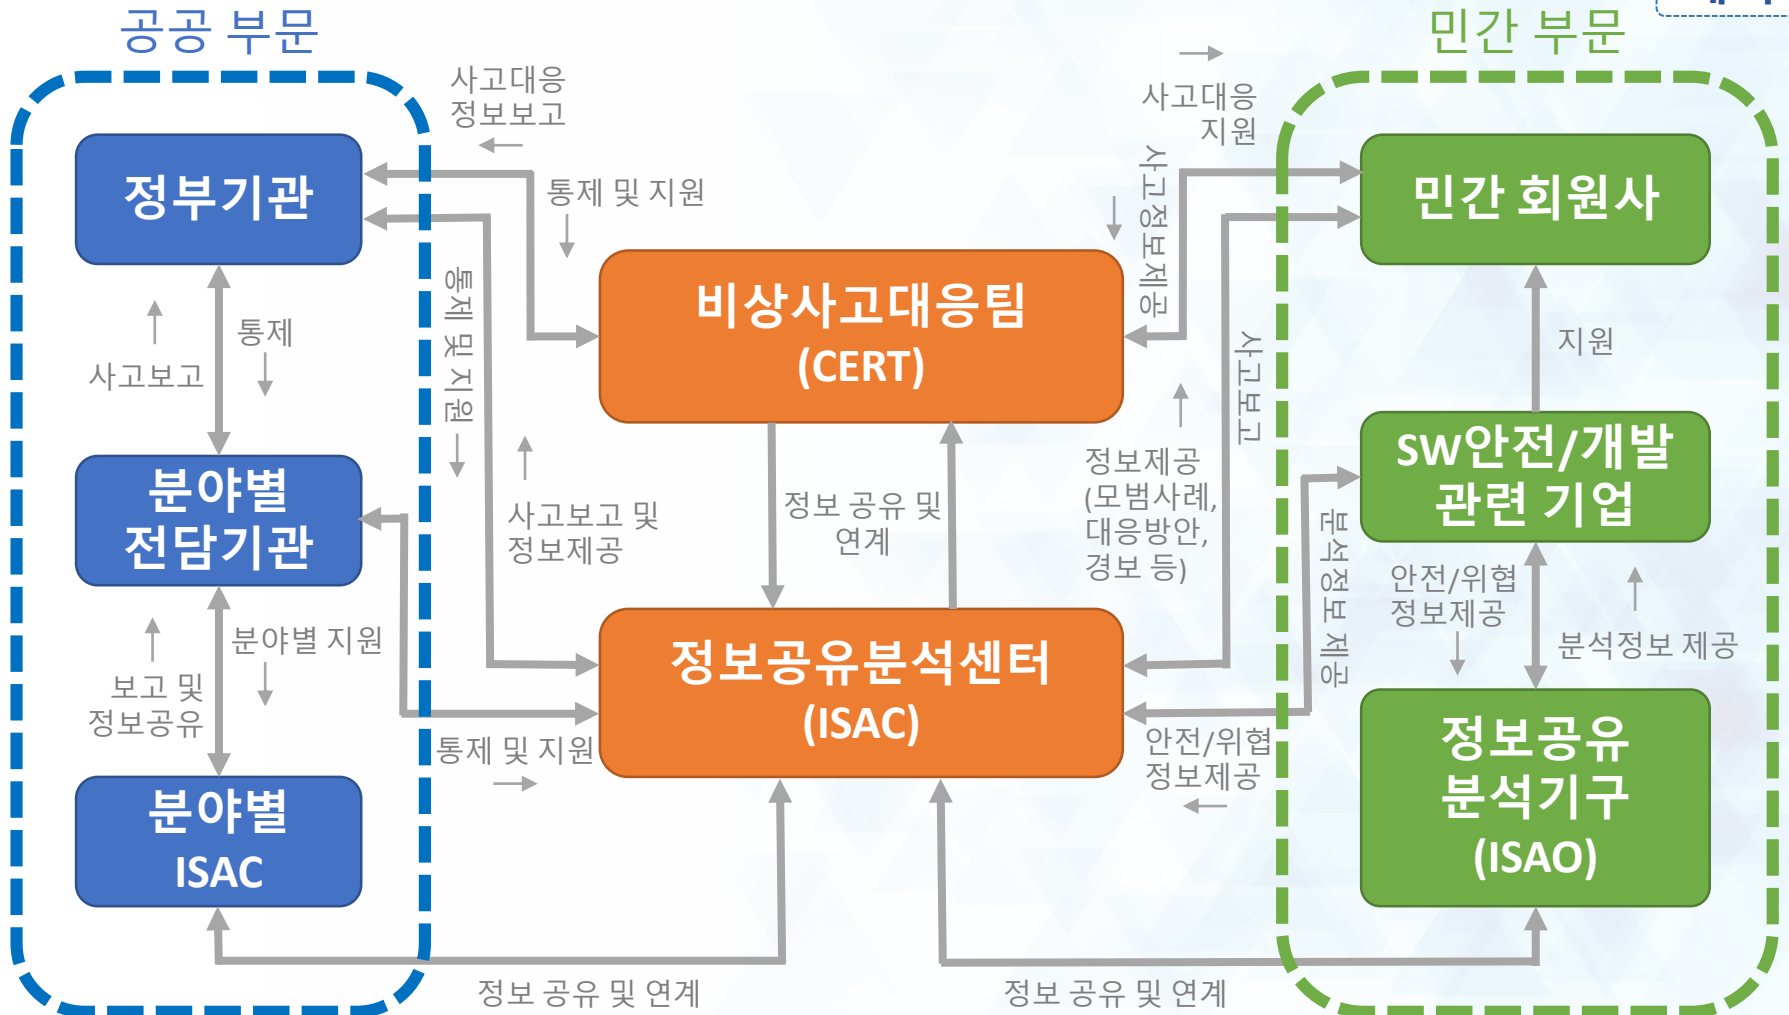 공공 부문
민간 부문
사고대응
정보보고
사고대응
지원
정부기관
통제 및 지원
사고정보제공
민간 회원사
비상사고대응팀
(CERT)
통제 및 지원
통제
사고보고
사고보고
지원
분야별
전담기관
사고보고 및
정보제공
정보 공유 및
연계
정보제공
(모범사례,
대응방안,
경보 등)
SW안전/개발
관련 기업
분석정보 제공
안전/위협
정보제공
분석정보 제공
분야별 지원
보고 및
정보공유
정보공유분석센터
(ISAC)
통제 및 지원
안전/위협
정보제공
정보공유
분석기구
(ISAO)
분야별
ISAC
정보 공유 및 연계
정보 공유 및 연계